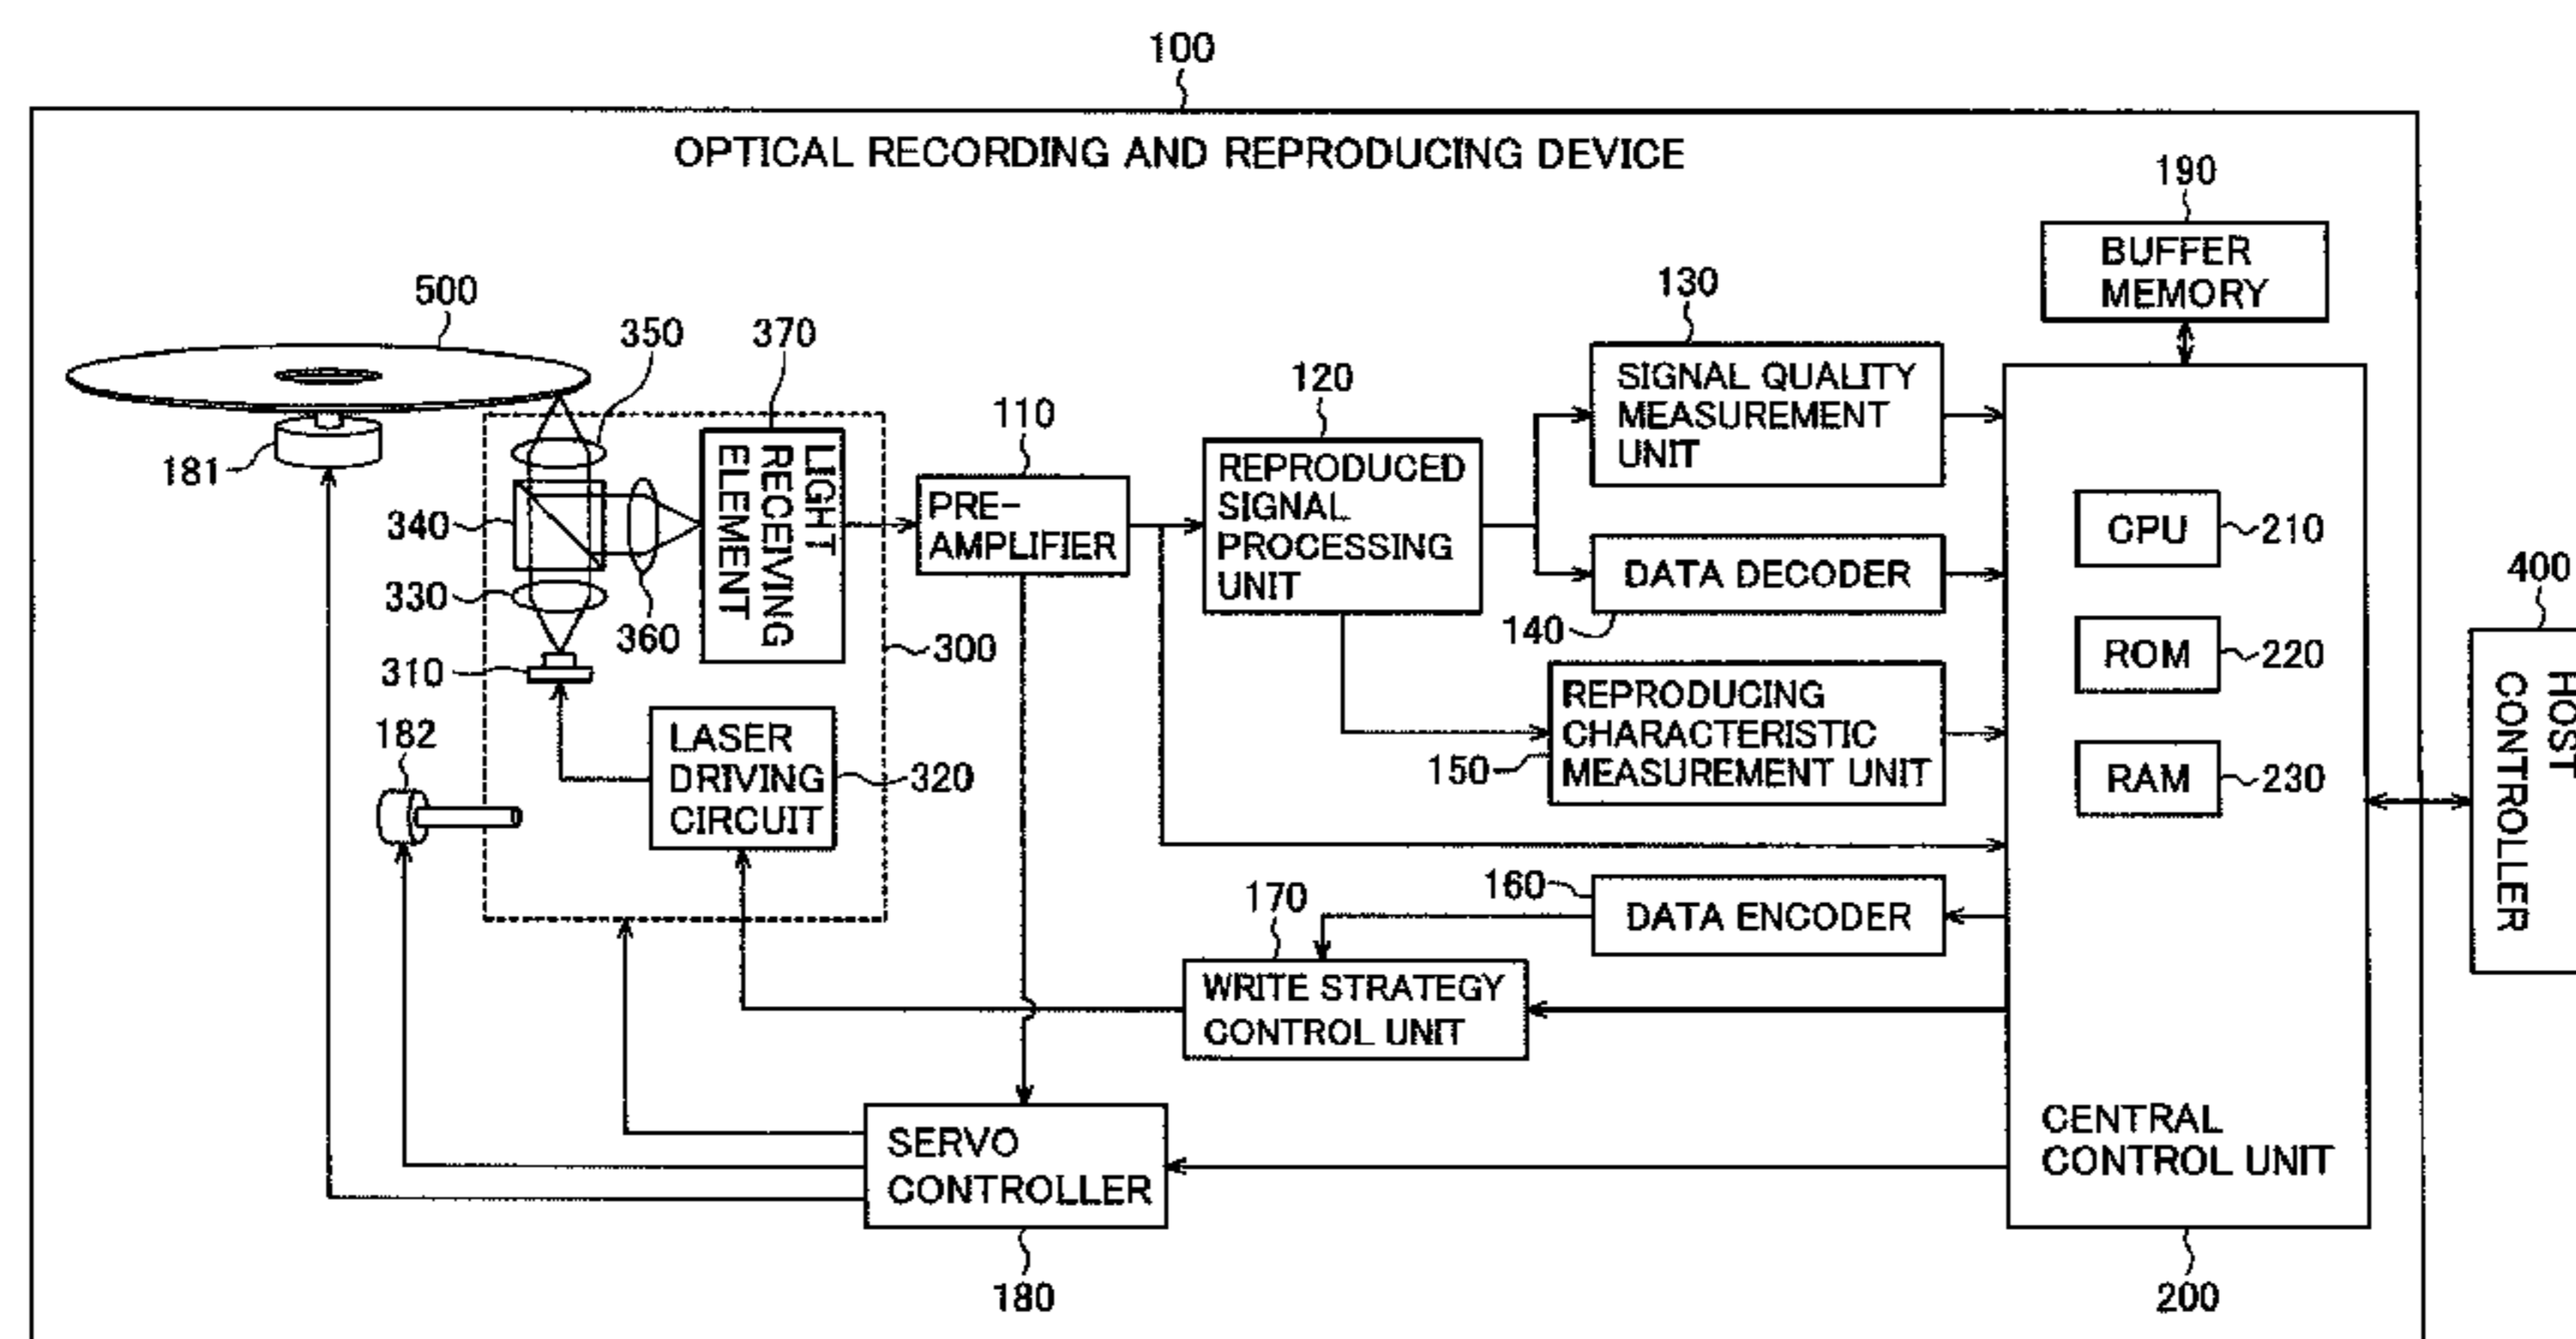 100
OPTICAL RECORDING AND REPRODUCING DEVICE
190
BUFFER
MEMORY
500
350
370
130
SIGNAL QUALITY
MEASUREMENT
UNIT
120
REPRODUCED
SIGNAL
PROCESSING
UNIT
110
PRE-
AMPLIFIER
LIGHT
RECEIVING
ELEMENT
181
340
330
360
310
300
DATA DECODER
140
CPU
210
ROM
220
RAM
230
400
HOST
CONTROLLER
REPRODUCING
CHARACTERISTIC
MEASUREMENT UNIT
150
182
LASER
DRIVING
CIRCUIT
320
160
DATA ENCODER
170
WRITE STRATEGY
CONTROL UNIT
SERVO
CONTROLLER
180
CENTRAL
CONTROL UNIT
200